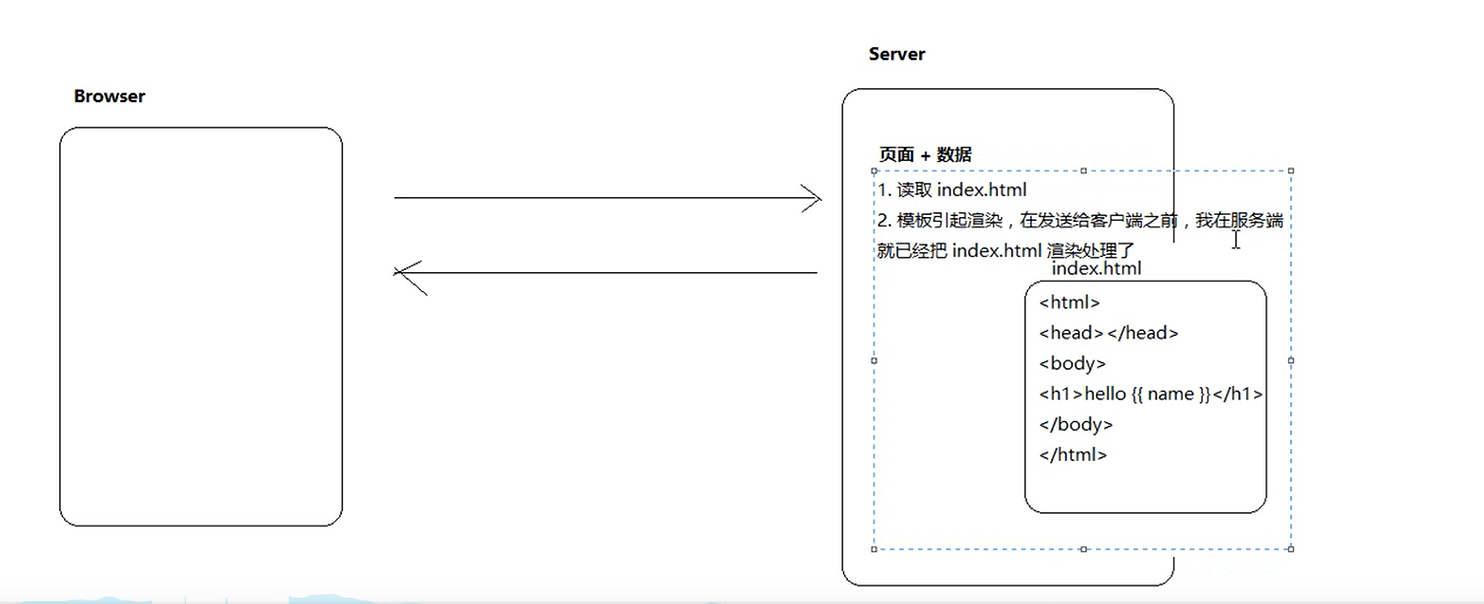 Server
Browser
页面 + 数据
1. 读取 index.html
2. 模板引起渲染，在发送给客户端之前，我在服务端
就已经把 index.html 渲染处理了
index.html
<html>
<head></head>
<body>
<h1>hello {{ name }}</h1>
</body>
</html>